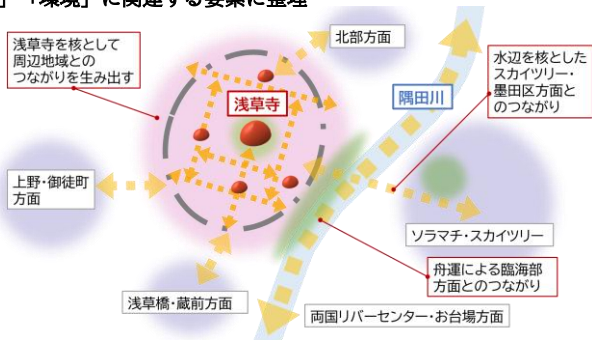 」「環境」に関連する要素に整理
浅草寺を核として
周辺地域との
つながりを生み出す
北部方面
水辺を核とした
スカイツリー・
墨田区方面と
のつながり
浅草寺
隅田川
上野・御徒町
方面
ソラマチ・スカイツリー
舟運による臨海部
方面とのつながり
浅草橋・蔵前方面
両国リバーセンター・お台場方面